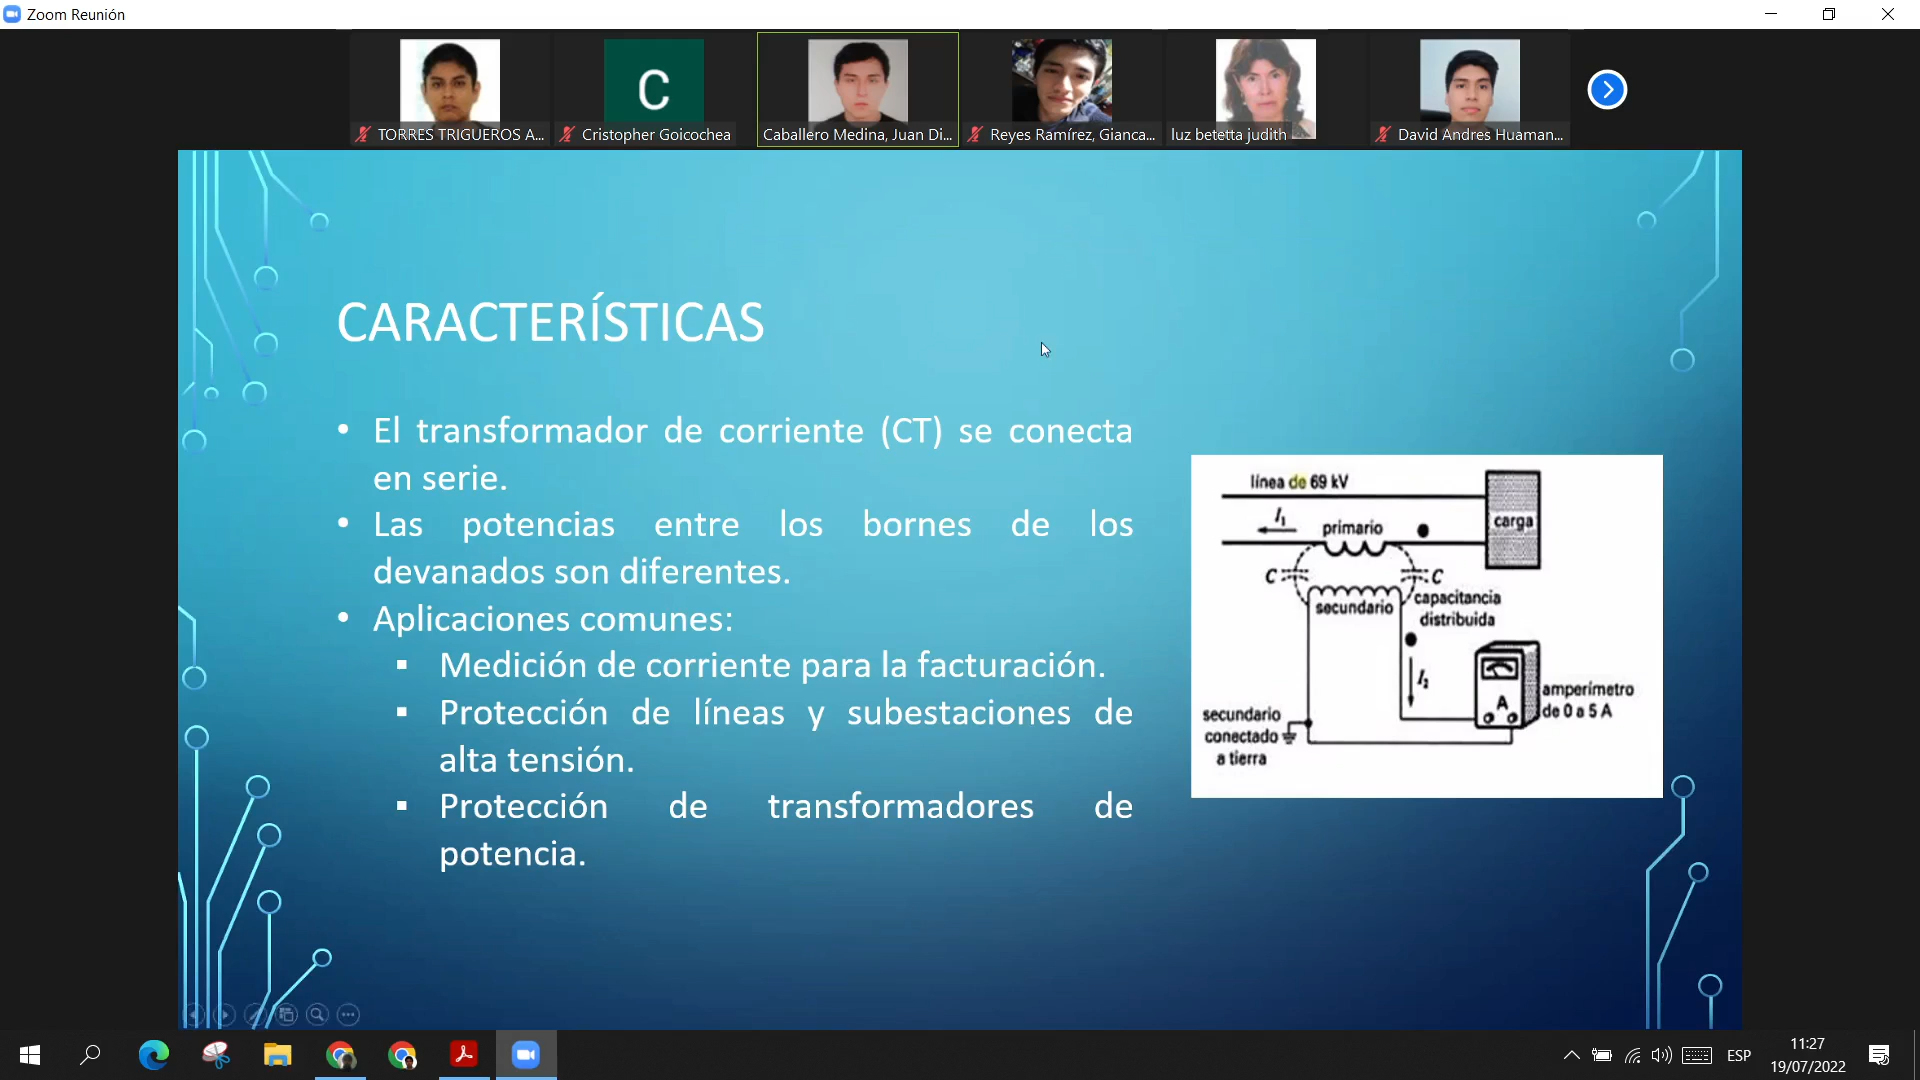 Zoom Reunión
TORRES TRIGUEROS A...
C
Cristopher Goicochea
Caballero Medina, Juan Di...
Reyes Ramírez, Gianca...
luz betetta judith
David Andres Huaman...
CARACTERÍSTICAS
• El transformador de corriente (CT) se conecta
en serie.
• Las potencias entre los bornes de los
devanados son diferentes.
• Aplicaciones comunes:
▪ Medición de corriente para la facturación.
▪ Protección de líneas y subestaciones de
alta tensión.
▪ Protección de transformadores de
potencia.
línea de 69 kV
I₁
primario
carga
C
C
secundario
capacitancia
distribuida
I₂
A
amperímetro
de 0 a 5 A
secundario
conectado
a tierra
ESP
11:27
19/07/2022